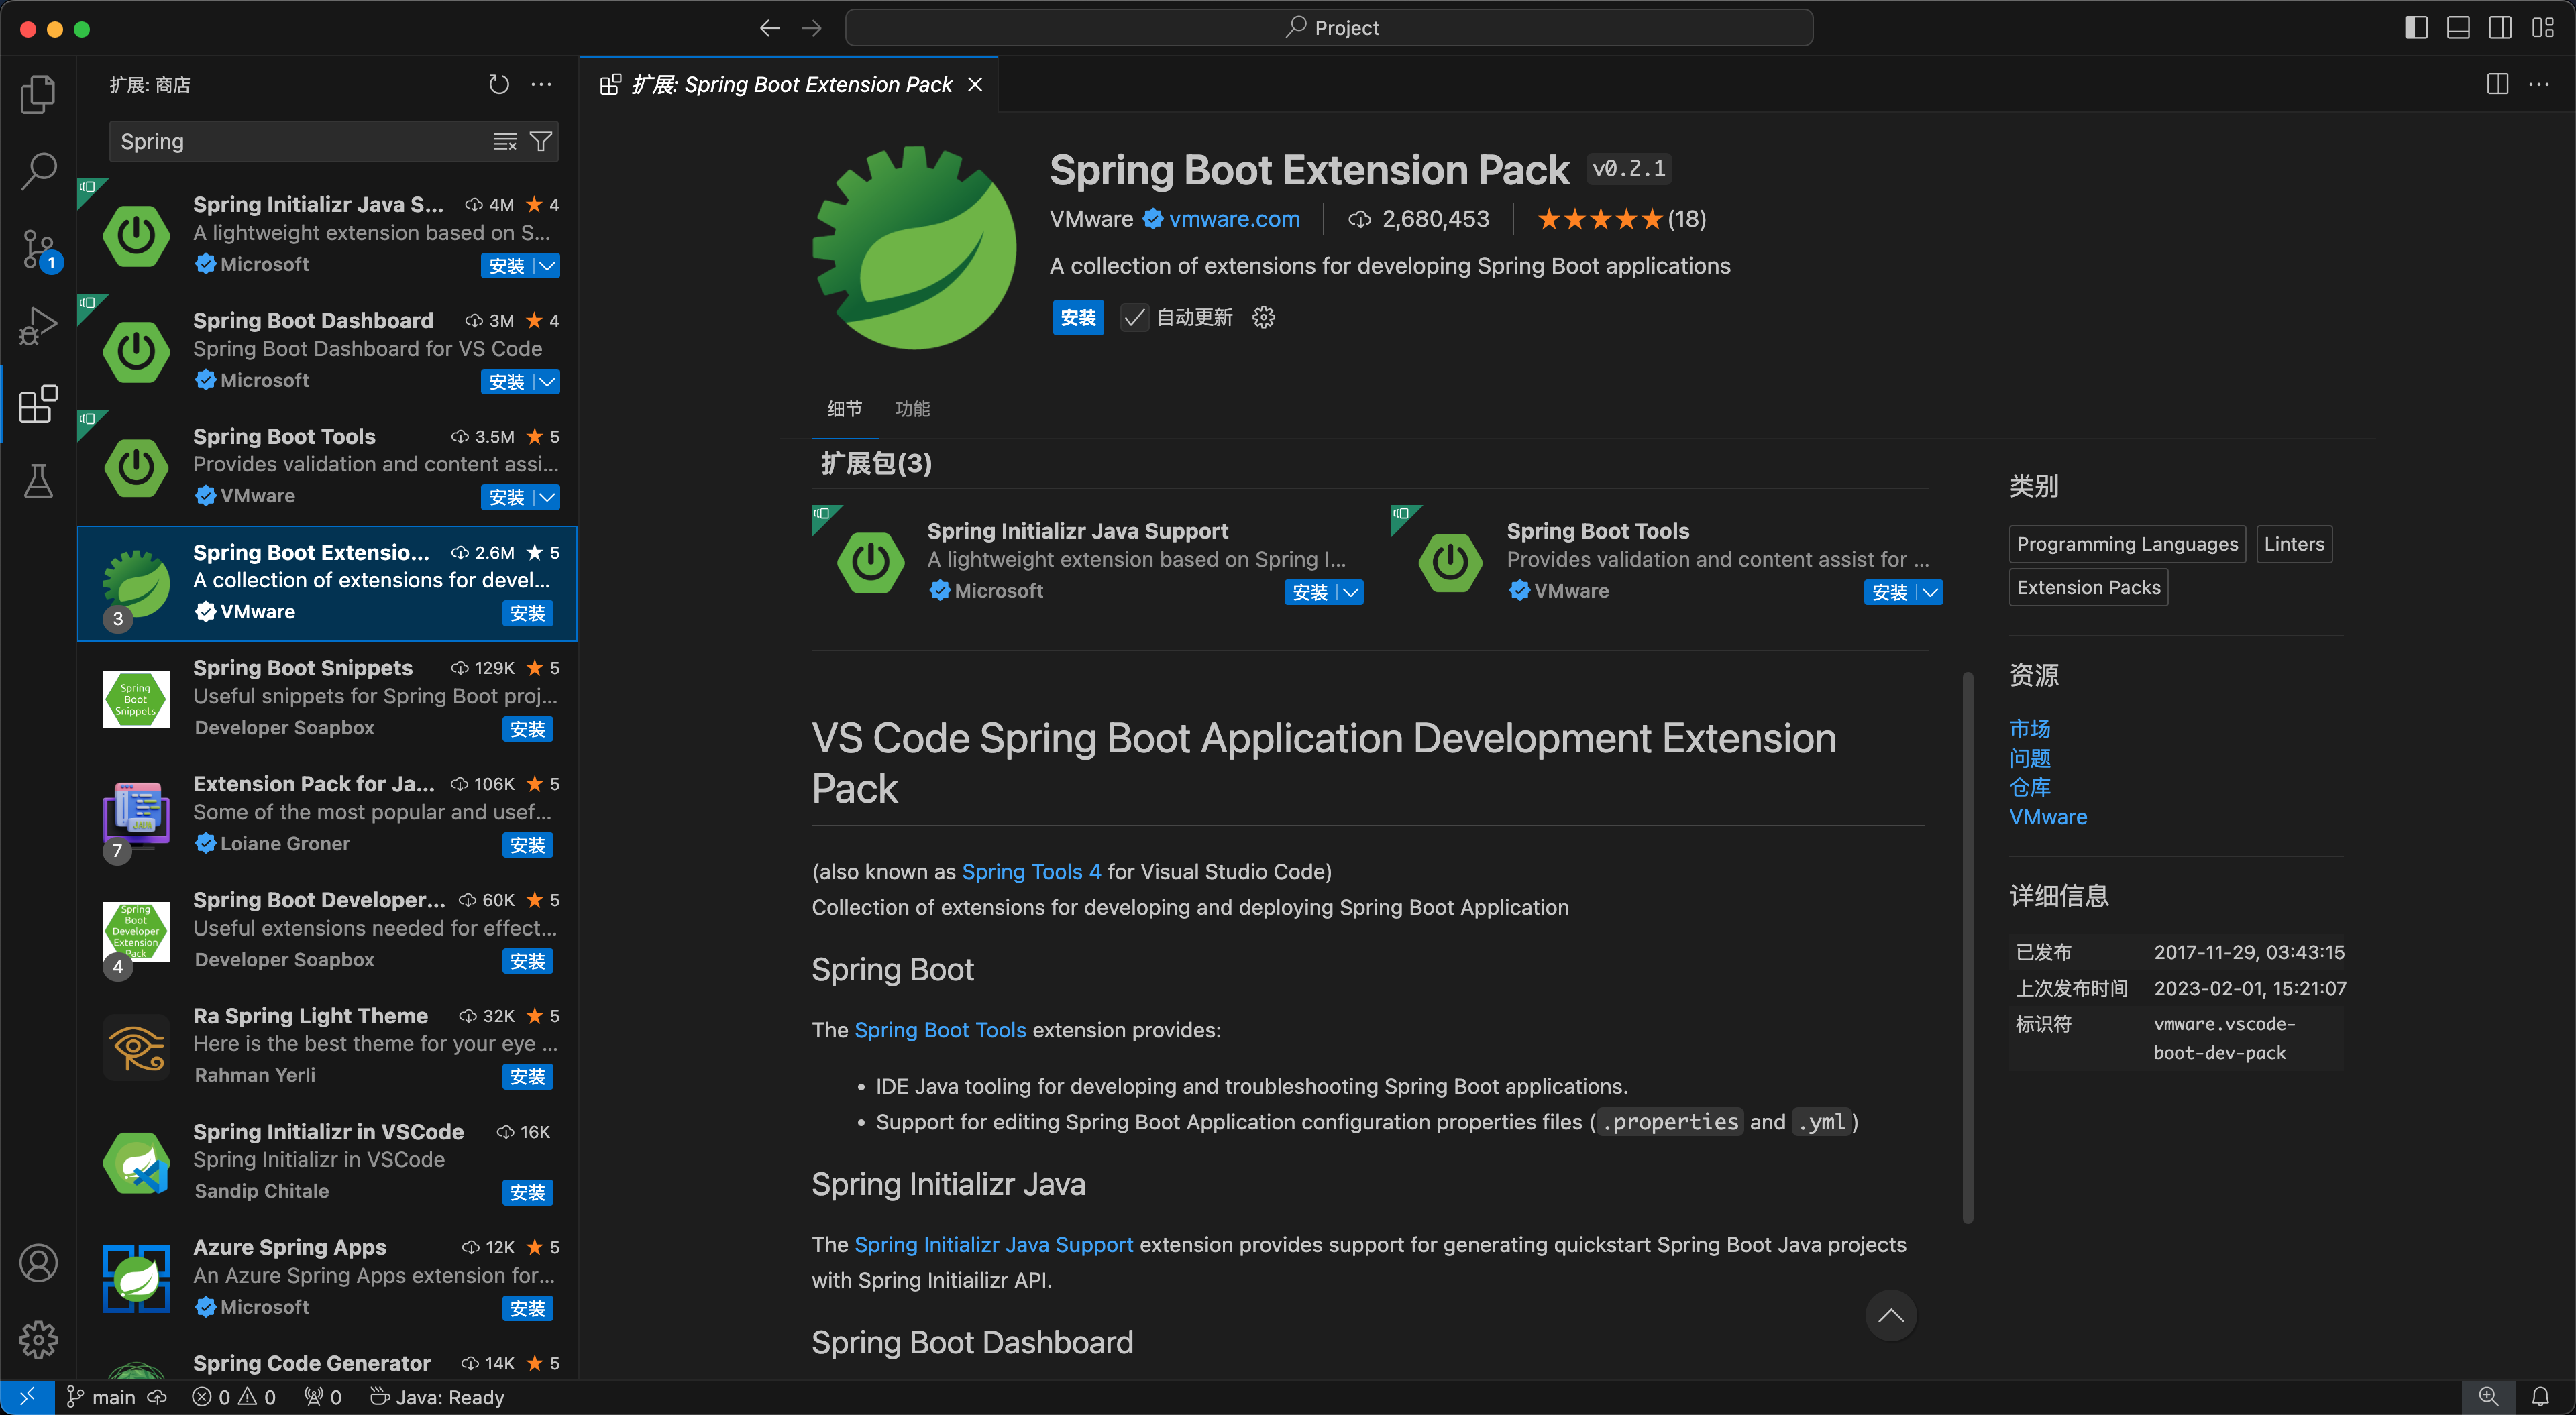 Project
扩展: 商店
Spring
1
Spring Initializr Java S... 4M ★ 4
A lightweight extension based on S...
Microsoft 安装
Spring Boot Dashboard 3M ★ 4
Spring Boot Dashboard for VS Code
Microsoft 安装
Spring Boot Tools 3.5M ★ 5
Provides validation and content assi...
VMware 安装
Spring Boot Extensio... 2.6M ★ 5
A collection of extensions for devel...
3 VMware 安装
Spring Boot Snippets
Spring Boot Snippets 129K ★ 5
Useful snippets for Spring Boot proj...
Developer Soapbox 安装
Extension Pack for Ja... 106K ★ 5
Some of the most popular and usef...
7 Loiane Groner 安装
Spring Boot Developer Extension Pack
Spring Boot Developer... 60K ★ 5
Useful extensions needed for effect...
4 Developer Soapbox 安装
Ra Spring Light Theme 32K ★ 5
Here is the best theme for your eye ...
Rahman Yerli 安装
Spring Initializr in VSCode 16K
Spring Initializr in VSCode
Sandip Chitale 安装
Azure Spring Apps 12K ★ 5
An Azure Spring Apps extension for...
Microsoft 安装
Spring Code Generator 14K ★ 5
扩展: Spring Boot Extension Pack
Spring Boot Extension Pack v0.2.1
VMware vmware.com 2,680,453 ★★★★★(18)
A collection of extensions for developing Spring Boot applications
安装 自动更新
细节 功能
扩展包(3)
Spring Initializr Java Support
A lightweight extension based on Spring I...
Microsoft 安装
Spring Boot Tools
Provides validation and content assist for ...
VMware 安装
VS Code Spring Boot Application Development Extension
Pack
(also known as Spring Tools 4 for Visual Studio Code)
Collection of extensions for developing and deploying Spring Boot Application
Spring Boot
The Spring Boot Tools extension provides:
• IDE Java tooling for developing and troubleshooting Spring Boot applications.
• Support for editing Spring Boot Application configuration properties files ( .properties and .yml )
Spring Initializr Java
The Spring Initializr Java Support extension provides support for generating quickstart Spring Boot Java projects
with Spring Initiailizr API.
Spring Boot Dashboard
类别
Programming Languages Linters
Extension Packs
资源
市场
问题
仓库
VMware
详细信息
已发布 2017-11-29, 03:43:15
上次发布时间 2023-02-01, 15:21:07
标识符 vmware.vscode-
boot-dev-pack
main 0 0 0 Java: Ready